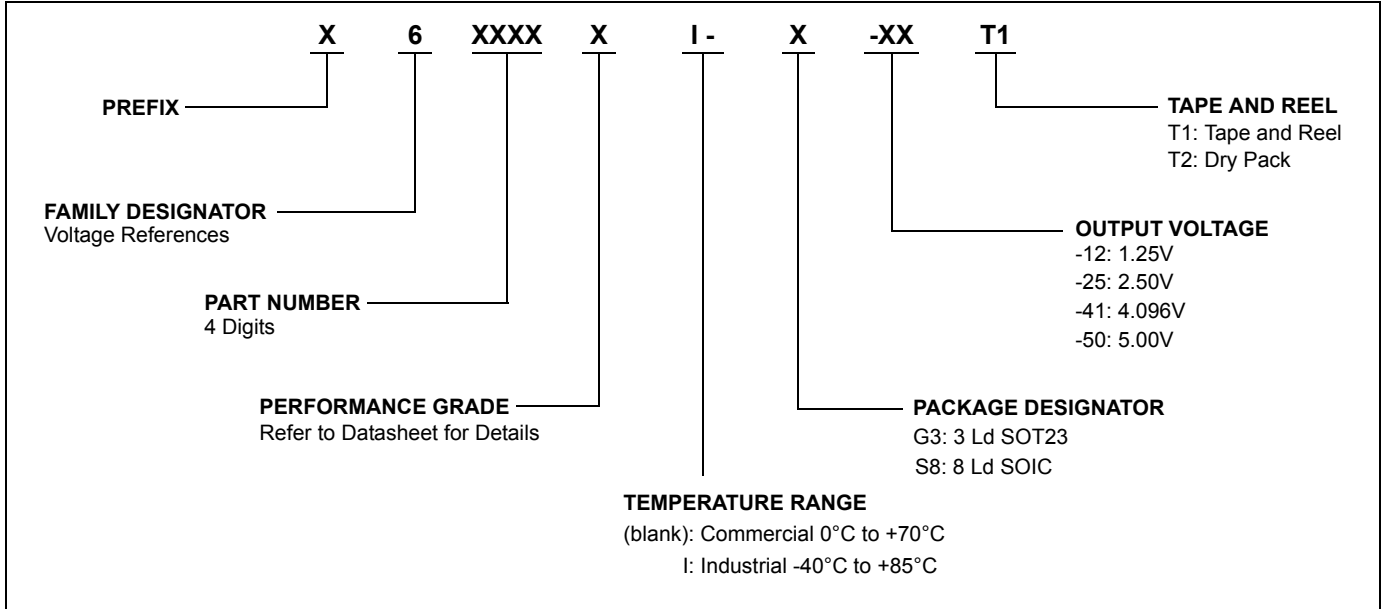 X 6 XXXX X I - X -XX T1
PREFIX
TAPE AND REEL
T1: Tape and Reel
T2: Dry Pack
FAMILY DESIGNATOR
Voltage References
OUTPUT VOLTAGE
-12: 1.25V
-25: 2.50V
-41: 4.096V
-50: 5.00V
PART NUMBER
4 Digits
PERFORMANCE GRADE
Refer to Datasheet for Details
PACKAGE DESIGNATOR
G3: 3 Ld SOT23
S8: 8 Ld SOIC
TEMPERATURE RANGE
(blank): Commercial 0°C to +70°C
I: Industrial -40°C to +85°C